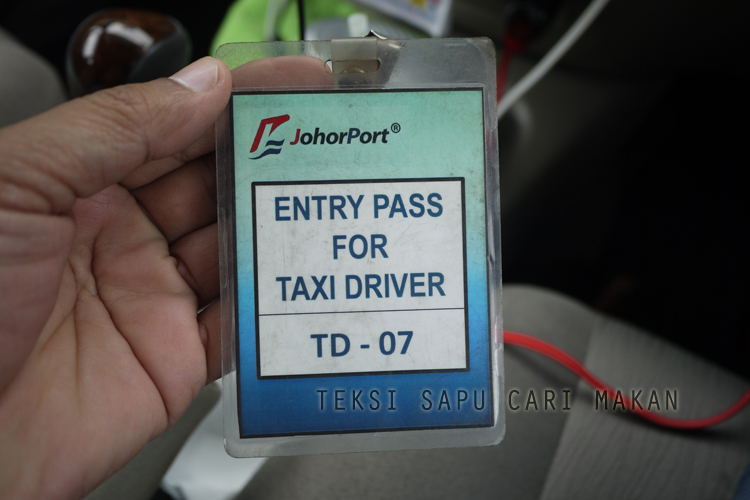 JohorPort®
ENTRY PASS
FOR
TAXI DRIVER
TD - 07
TEKSI SAPU CARI MAKAN